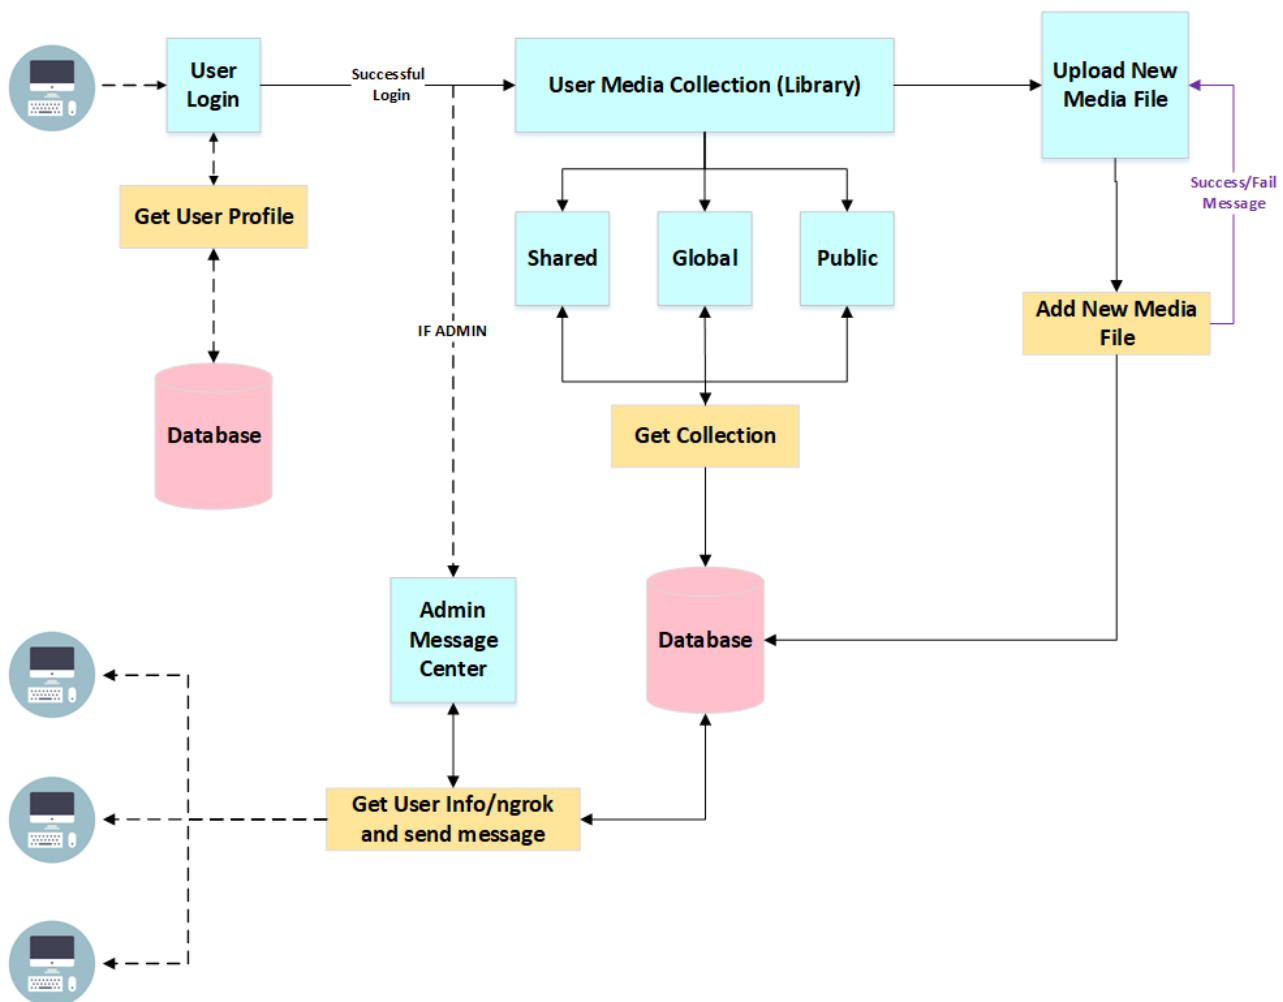 User
Login
Successful
Login
User Media Collection (Library)
Upload New
Media File
Success/Fail
Message
Get User Profile
Shared
Global
Public
IF ADMIN
Add New Media
File
Database
Get Collection
Admin
Message
Center
Database
Get User Info/ngrok
and send message